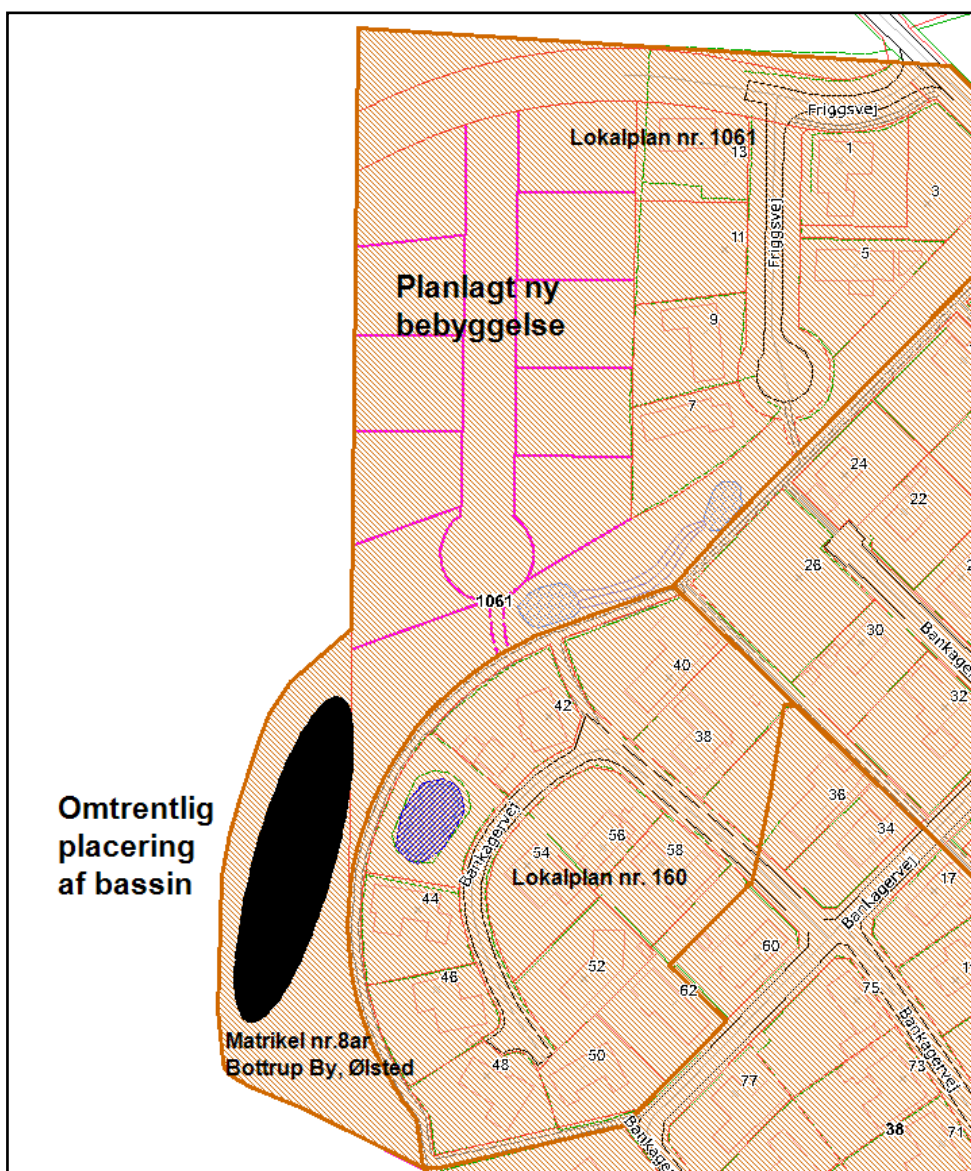 Friggsvej
Lokalplan nr. 1061
13
1
3
11
Friggsvej
5
Planlagt ny
bebyggelse
9
7
24
22
26
1061
30
Bankager
40
32
42
38
36
34
Omtrentlig
placering
af bassin
Bankagervej
56
54
58
Lokalplan nr. 160
44
Bankagervej
17
60
46
52
62
75
Matrikel nr.8ar
Bottrup By, Ølsted
Bankagervej
48
50
77
73
38
71
Bankagervej